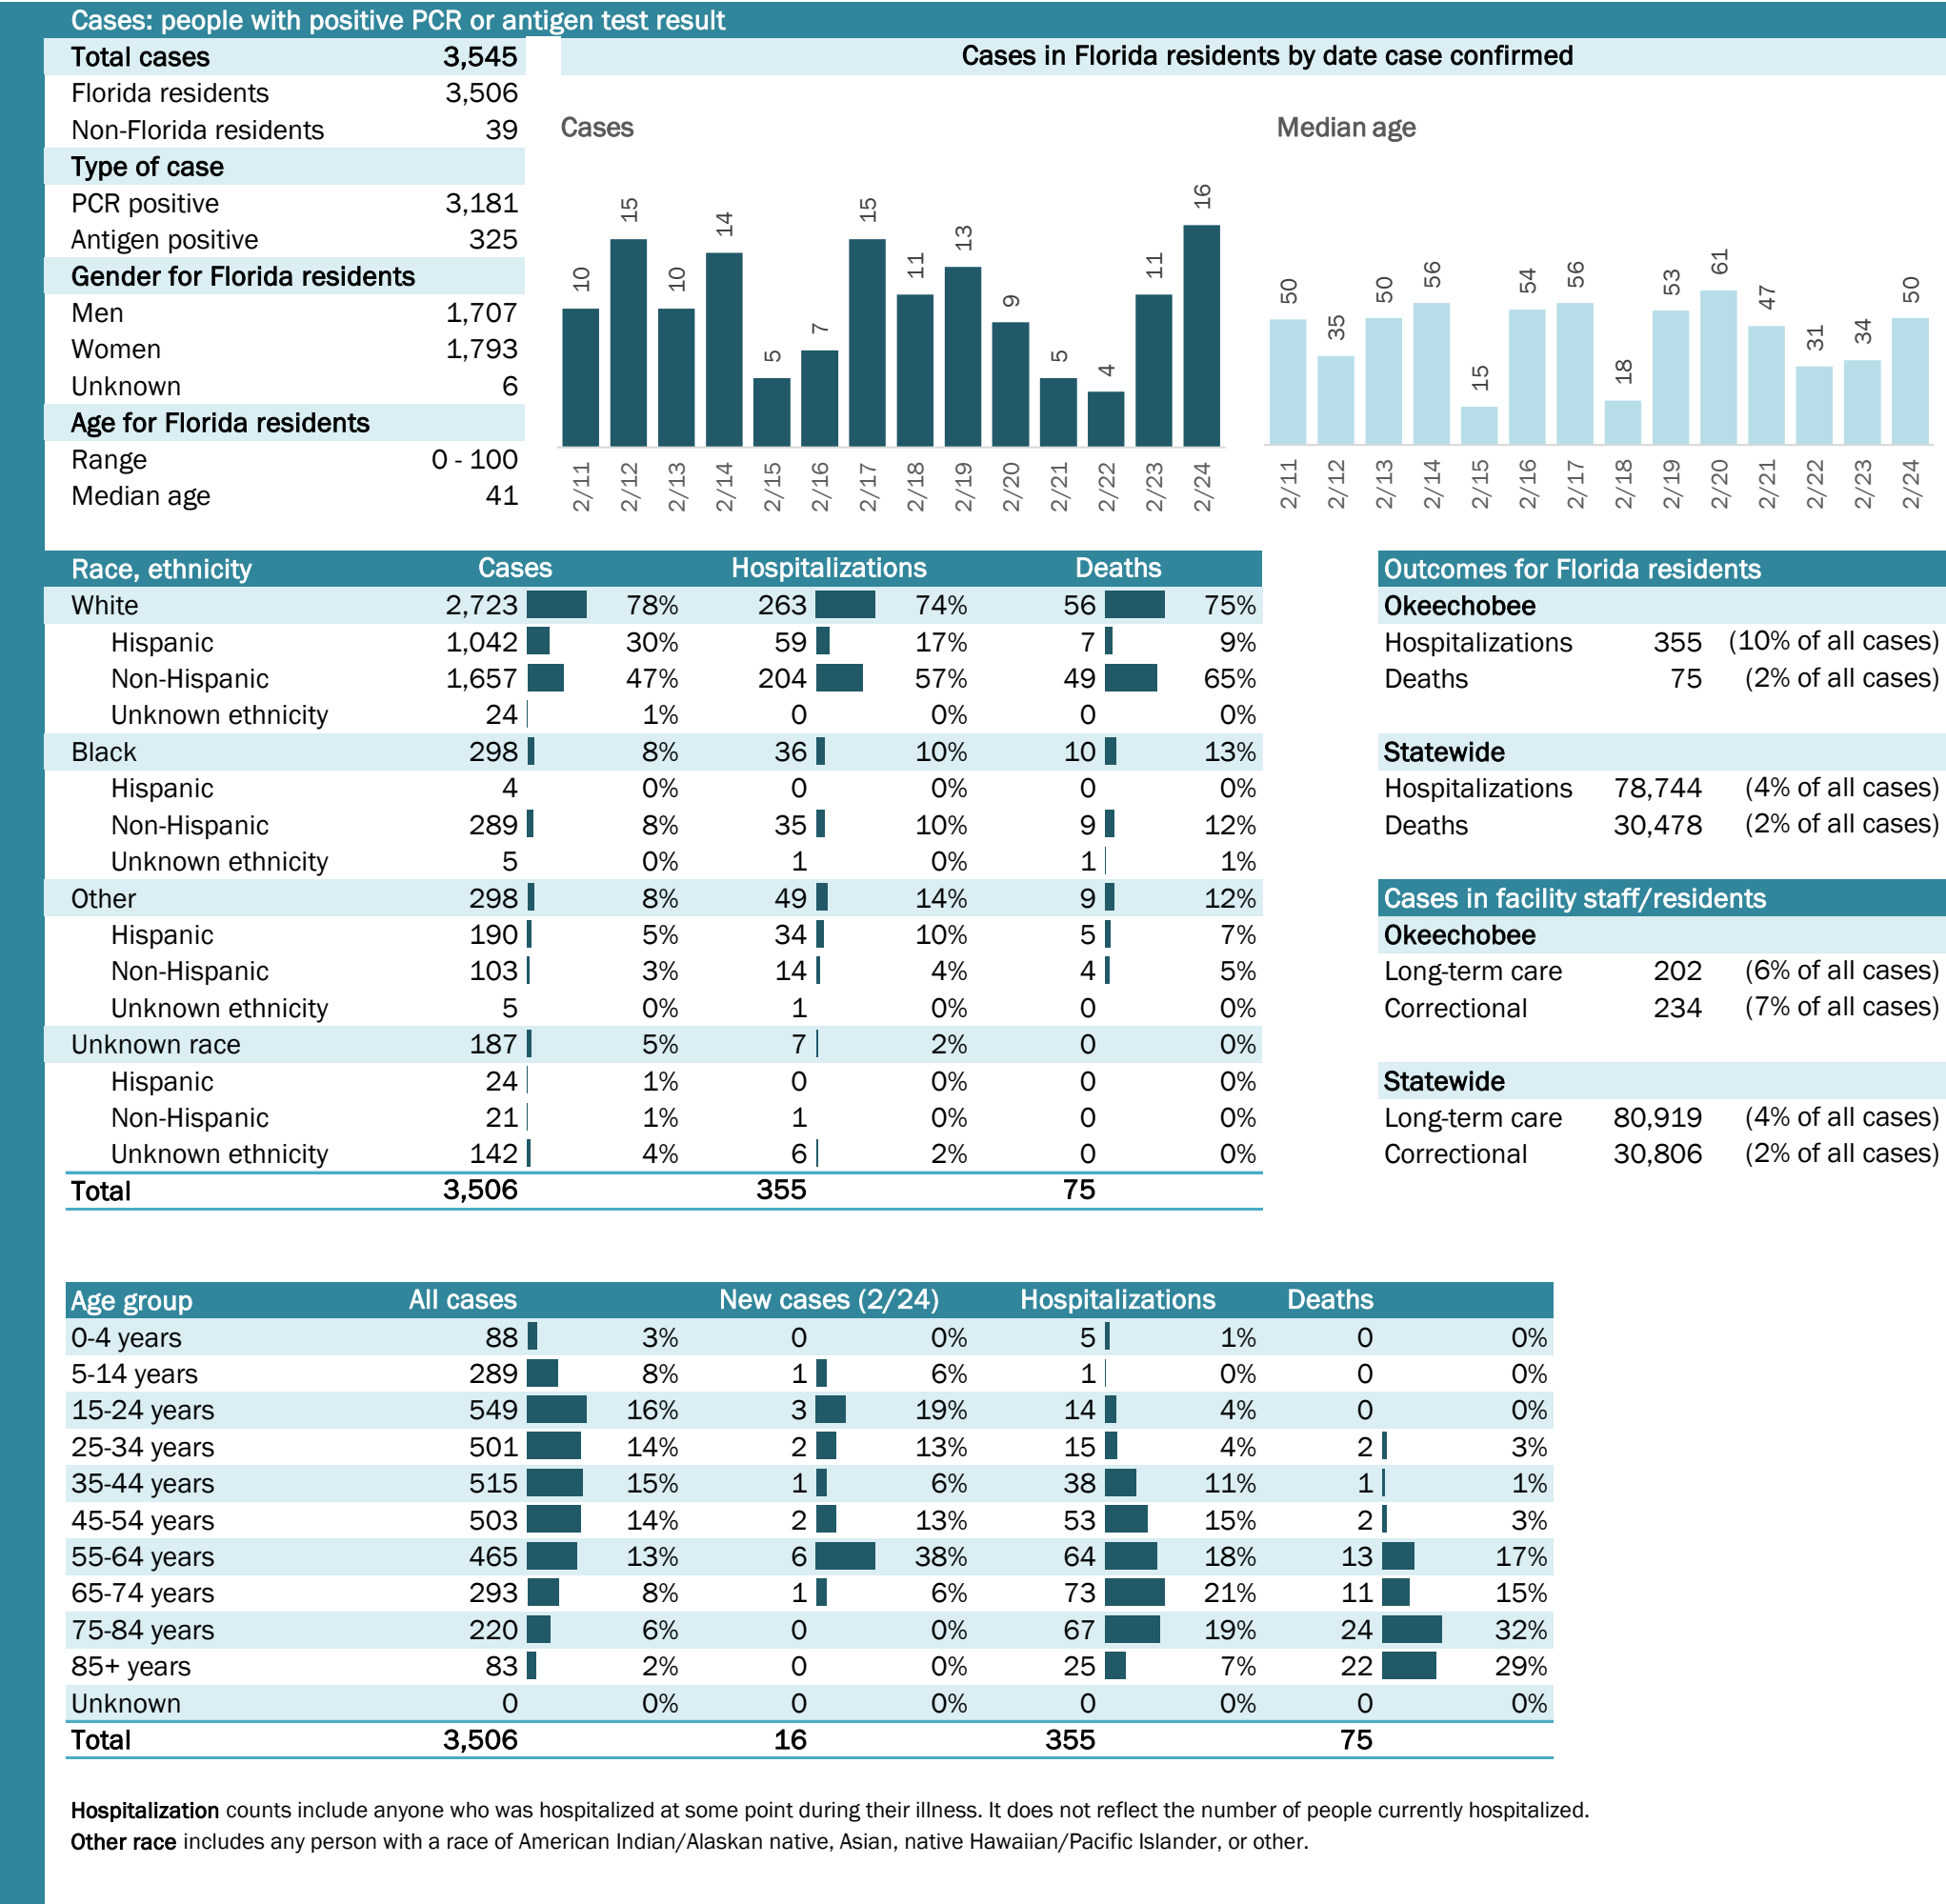 Cases: people with positive PCR or antigen test result
Total cases 3,545
Florida residents 3,506
Non-Florida residents 39
Type of case
PCR positive 3,181
Antigen positive 325
Gender for Florida residents
Men 1,707
Women 1,793
Unknown 6
Age for Florida residents
Range 0 - 100
Median age 41
Cases in Florida residents by date case confirmed
Cases
10 15 10 14 5 7 15 11 13 9 5 4 11 16
2/11 2/12 2/13 2/14 2/15 2/16 2/17 2/18 2/19 2/20 2/21 2/22 2/23 2/24
Median age
50 35 50 56 15 54 56 18 53 61 47 31 34 50
2/11 2/12 2/13 2/14 2/15 2/16 2/17 2/18 2/19 2/20 2/21 2/22 2/23 2/24
Race, ethnicity Cases Hospitalizations Deaths
White 2,723 78% 263 74% 56 75%
Hispanic 1,042 30% 59 17% 7 9%
Non-Hispanic 1,657 47% 204 57% 49 65%
Unknown ethnicity 24 1% 0 0% 0 0%
Black 298 8% 36 10% 10 13%
Hispanic 4 0% 0 0% 0 0%
Non-Hispanic 289 8% 35 10% 9 12%
Unknown ethnicity 5 0% 1 0% 1 1%
Other 298 8% 49 14% 9 12%
Hispanic 190 5% 34 10% 5 7%
Non-Hispanic 103 3% 14 4% 4 5%
Unknown ethnicity 5 0% 1 0% 0 0%
Unknown race 187 5% 7 2% 0 0%
Hispanic 24 1% 0 0% 0 0%
Non-Hispanic 21 1% 1 0% 0 0%
Unknown ethnicity 142 4% 6 2% 0 0%
Total 3,506 355 75
Outcomes for Florida residents
Okeechobee
Hospitalizations 355 (10% of all cases)
Deaths 75 (2% of all cases)
Statewide
Hospitalizations 78,744 (4% of all cases)
Deaths 30,478 (2% of all cases)
Cases in facility staff/residents
Okeechobee
Long-term care 202 (6% of all cases)
Correctional 234 (7% of all cases)
Statewide
Long-term care 80,919 (4% of all cases)
Correctional 30,806 (2% of all cases)
Age group All cases New cases (2/24) Hospitalizations Deaths
0-4 years 88 3% 0 0% 5 1% 0 0%
5-14 years 289 8% 1 6% 1 0% 0 0%
15-24 years 549 16% 3 19% 14 4% 0 0%
25-34 years 501 14% 2 13% 15 4% 2 3%
35-44 years 515 15% 1 6% 38 11% 1 1%
45-54 years 503 14% 2 13% 53 15% 2 3%
55-64 years 465 13% 6 38% 64 18% 13 17%
65-74 years 293 8% 1 6% 73 21% 11 15%
75-84 years 220 6% 0 0% 67 19% 24 32%
85+ years 83 2% 0 0% 25 7% 22 29%
Unknown 0 0% 0 0% 0 0% 0 0%
Total 3,506 16 355 75
Hospitalization counts include anyone who was hospitalized at some point during their illness. It does not reflect the number of people currently hospitalized.
Other race includes any person with a race of American Indian/Alaskan native, Asian, native Hawaiian/Pacific Islander, or other.